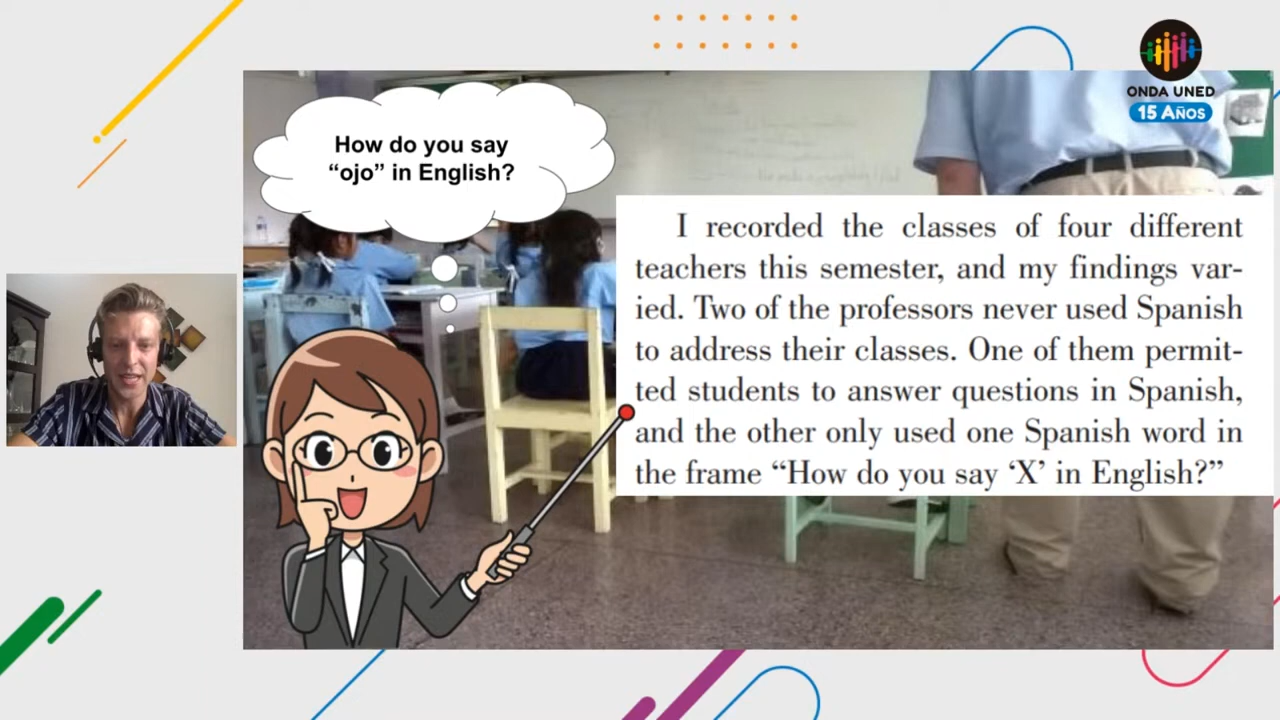 ONDA UNED
15 AÑOS
How do you say
“ojo” in English?
I recorded the classes of four different
teachers this semester, and my findings var-
ied. Two of the professors never used Spanish
to address their classes. One of them permit-
ted students to answer questions in Spanish,
and the other only used one Spanish word in
the frame “How do you say ‘X’ in English?”